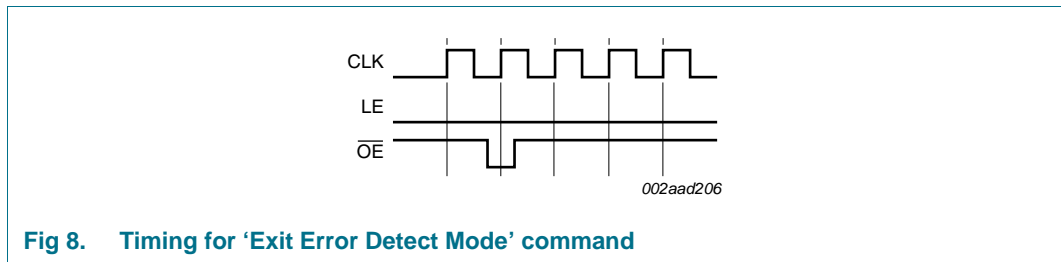 CLK
LE
OE
002aad206
Fig 8. Timing for ‘Exit Error Detect Mode’ command